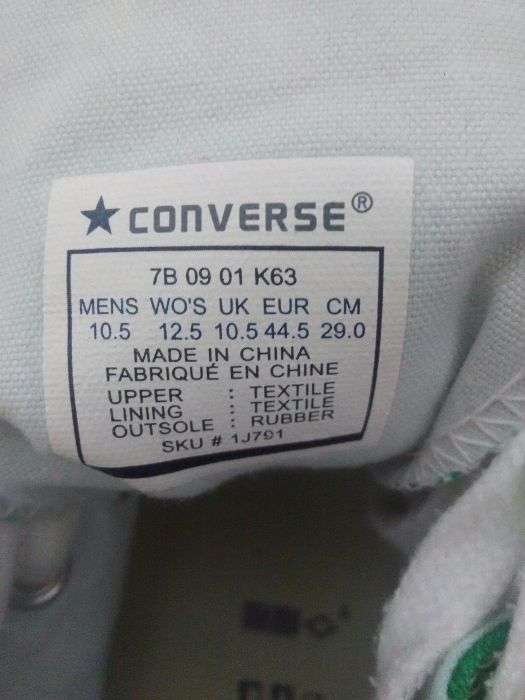 ★ CONVERSE®
7B 09 01 K63
MENS WO'S UK EUR CM
10.5 12.5 10.5 44.5 29.0
MADE IN CHINA
FABRIQUÉ EN CHINE
UPPER : TEXTILE
LINING : TEXTILE
OUTSOLE : RUBBER
SKU # 1J791